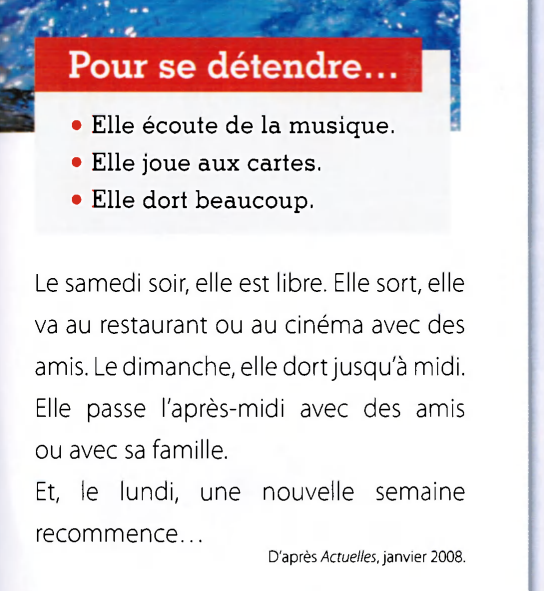 Pour se détendre...
• Elle écoute de la musique.
• Elle joue aux cartes.
• Elle dort beaucoup.
Le samedi soir, elle est libre. Elle sort, elle
va au restaurant ou au cinéma avec des
amis. Le dimanche, elle dort jusqu'à midi.
Elle passe l'après-midi avec des amis
ou avec sa famille.
Et, le lundi, une nouvelle semaine
recommence...
D'après Actuelles, janvier 2008.